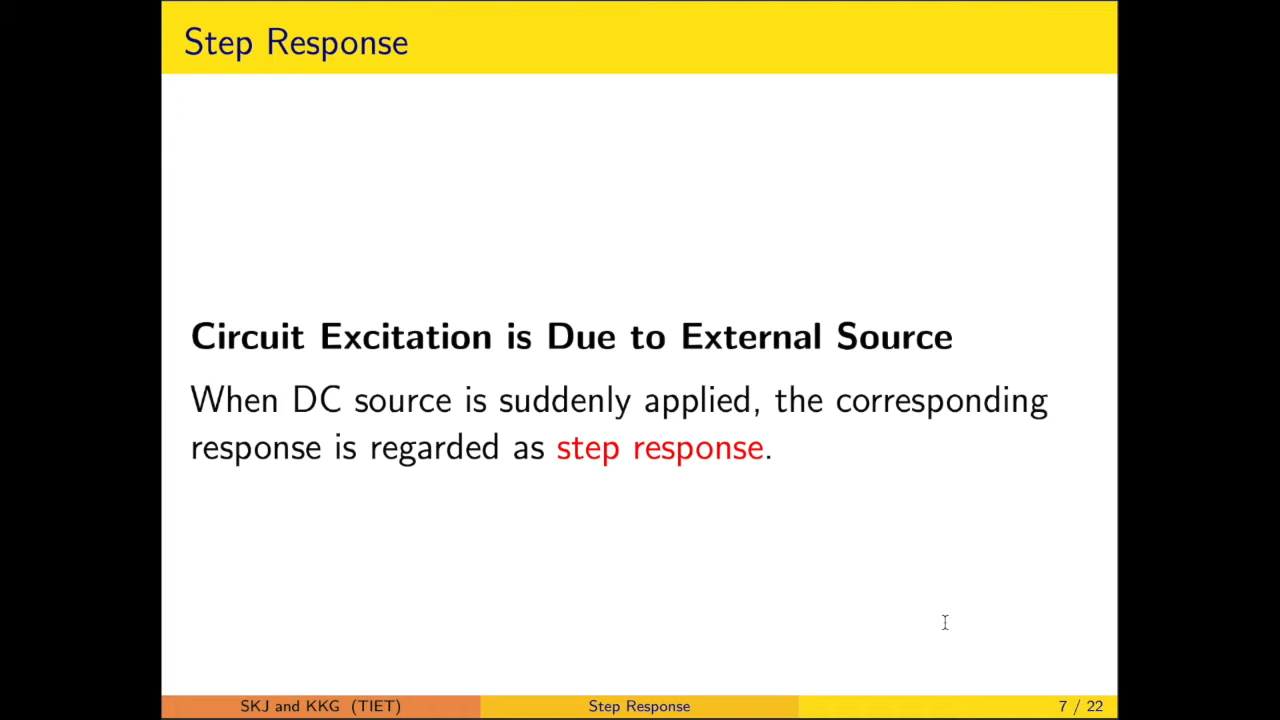 Step Response
Circuit Excitation is Due to External Source
When DC source is suddenly applied, the corresponding
response is regarded as step response.
SKJ and KKG (TIET)
Step Response
7 / 22